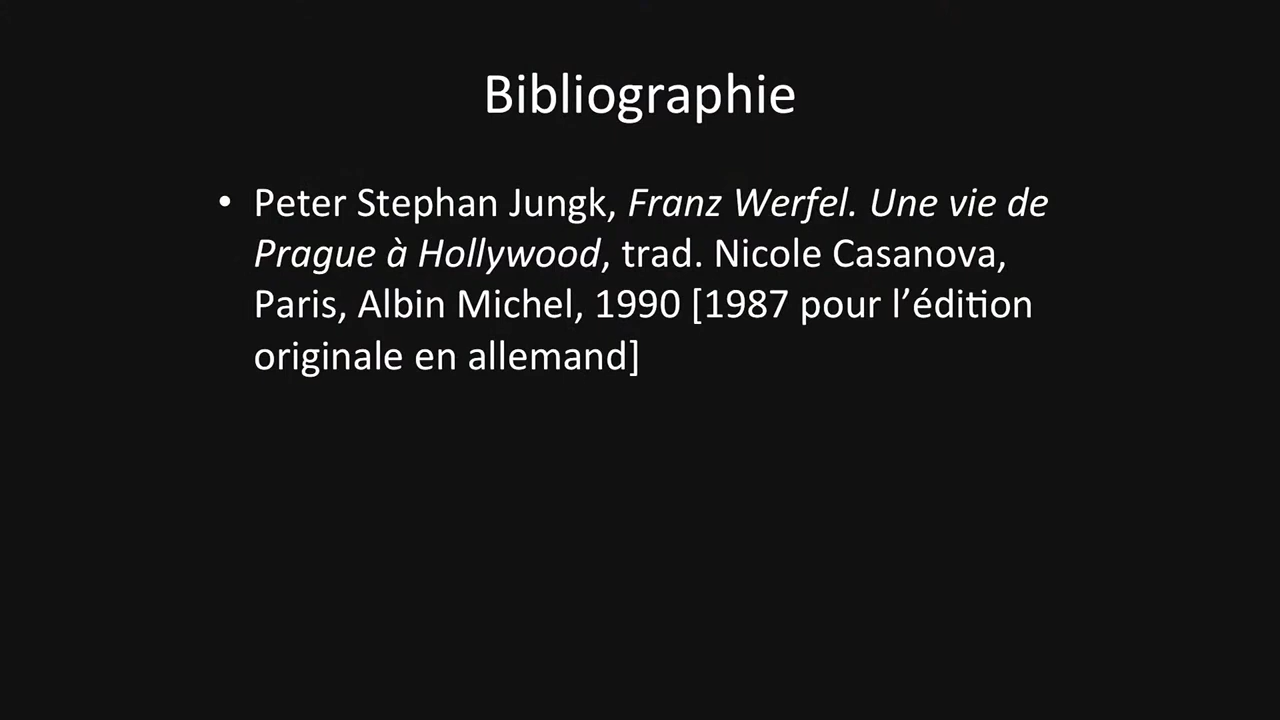 Bibliographie
• Peter Stephan Jungk, Franz Werfel. Une vie de
Prague à Hollywood, trad. Nicole Casanova,
Paris, Albin Michel, 1990 [1987 pour l’édition
originale en allemand]